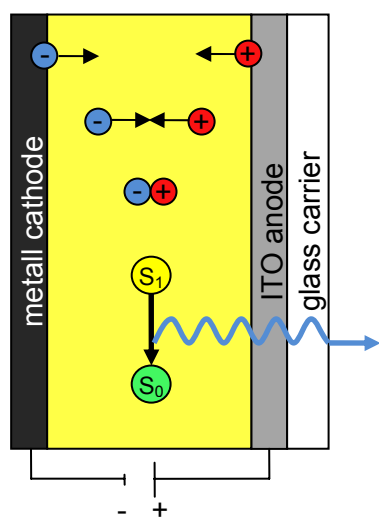 metall cathode
ITO anode
glass carrier
- +
- +
- +
S₁
S₀
- +